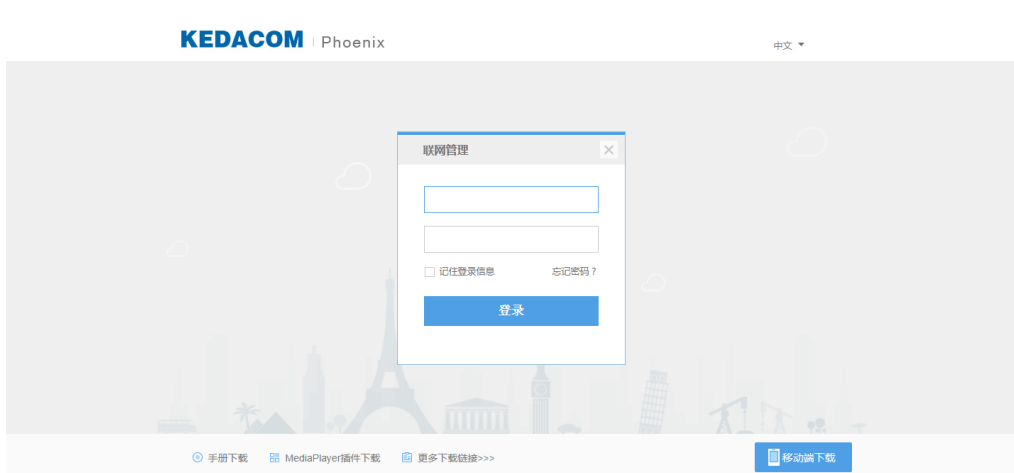 KEDACOM | Phoenix
中文
联网管理
记住登录信息 忘记密码？
登录
手册下载 MediaPlayer插件下载 更多下载链接>>> 移动端下载